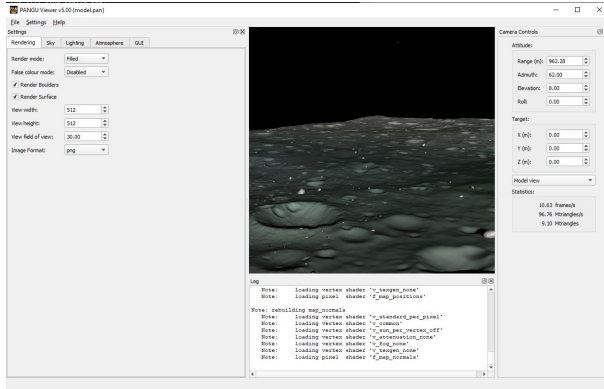 PANGU Viewer v5.00 (model.pan)
File Settings Help
Settings
Rendering Sky Lighting Atmosphere GUI
Render mode: Filled
False colour mode: Disabled
Render Boulders
Render Surface
View width: 512
View height: 512
View field of view: 30.00
Image Format: png
Log
Note: loading vertex shader 'v_texgen_none'
Note: loading pixel shader 'f_map_positions'
Note: rebuilding map_normals
Note: loading vertex shader 'v_standard_per_pixel'
Note: loading vertex shader 'v_common'
Note: loading vertex shader 'v_sun_per_vertex_off'
Note: loading vertex shader 'v_attenuation_none'
Note: loading vertex shader 'v_fog_none'
Note: loading vertex shader 'v_texgen_none'
Note: loading pixel shader 'f_map_normals'
Camera Controls
Attitude:
Range (m): 962.28
Azimuth: 62.00
Elevation: 8.00
Roll: 0.00
Target:
X (m): 0.00
Y (m): 0.00
Z (m): 0.00
Model view
Statistics:
10.63 frames/s
96.76 Mtriangles/s
9.10 Mtriangles